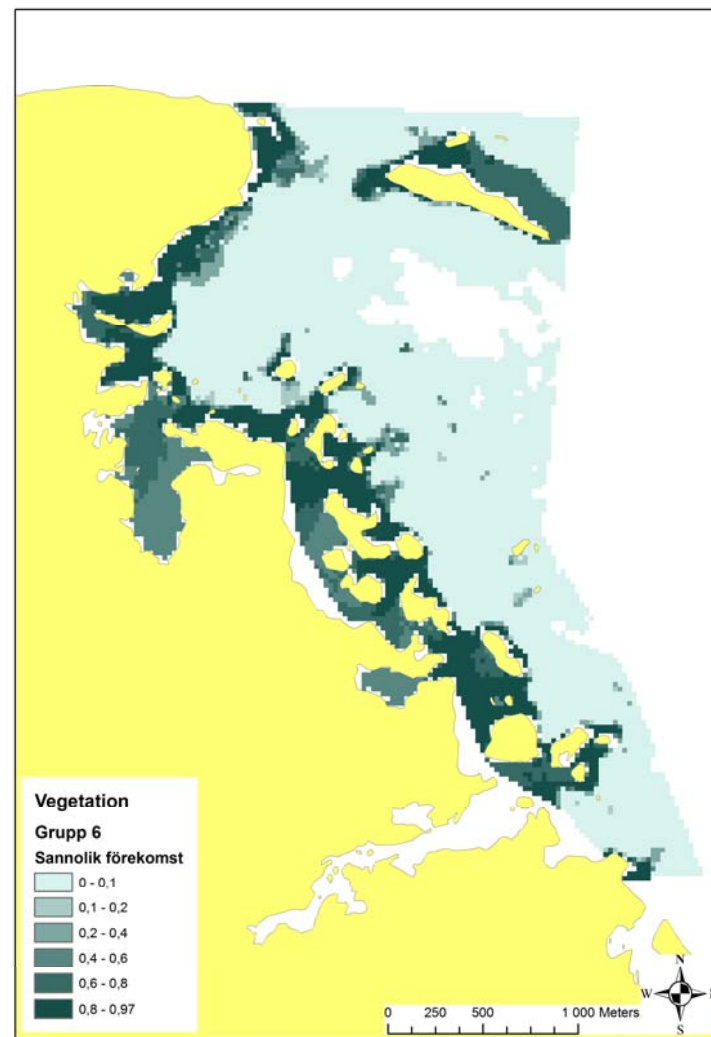 Vegetation
Grupp 6
Sannolik förekomst
0 - 0,1
0,1 - 0,2
0,2 - 0,4
0,4 - 0,6
0,6 - 0,8
0,8 - 0,97
N
W E
S
0 250 500 1 000 Meters